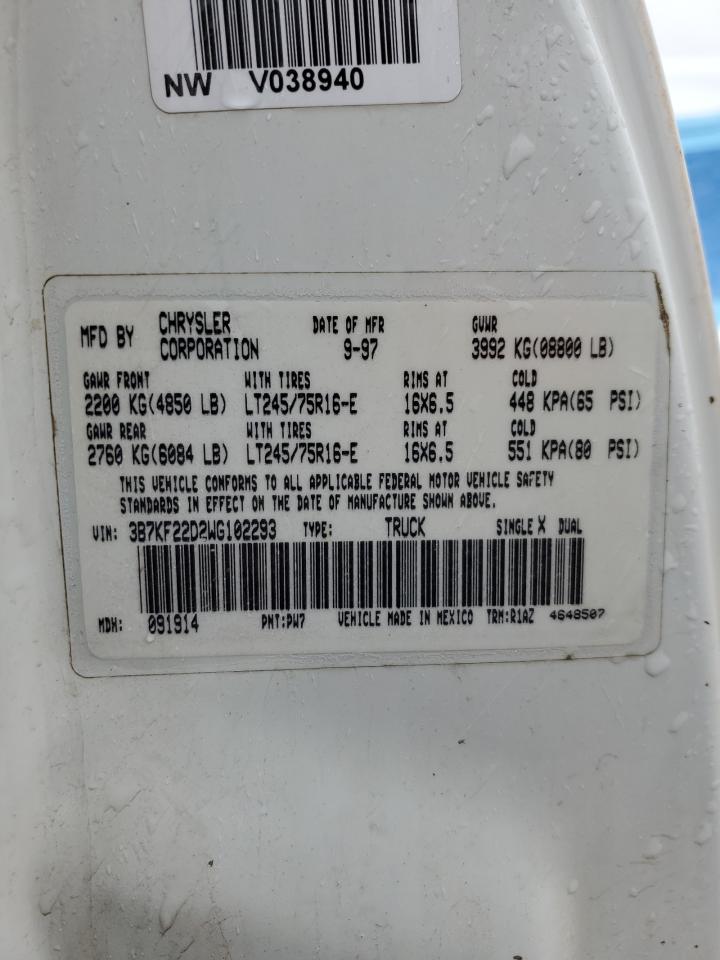 NW V038940
MFD BY CHRYSLER CORPORATION DATE OF MFR 9-97 GVWR 3992 KG(08800 LB)
GAWR FRONT WITH TIRES RIMS AT COLD
2200 KG(4850 LB) LT245/75R16-E 16X6.5 448 KPA(65 PSI)
GAWR REAR WITH TIRES RIMS AT COLD
2760 KG(6084 LB) LT245/75R16-E 16X6.5 551 KPA(80 PSI)
THIS VEHICLE CONFORMS TO ALL APPLICABLE FEDERAL MOTOR VEHICLE SAFETY
STANDARDS IN EFFECT ON THE DATE OF MANUFACTURE SHOWN ABOVE.
VIN: 3B7KF22D2WG102293 TYPE: TRUCK SINGLE X DUAL
MDH: 091914 PNT:PW7 VEHICLE MADE IN MEXICO TRM:R1AZ 4648507